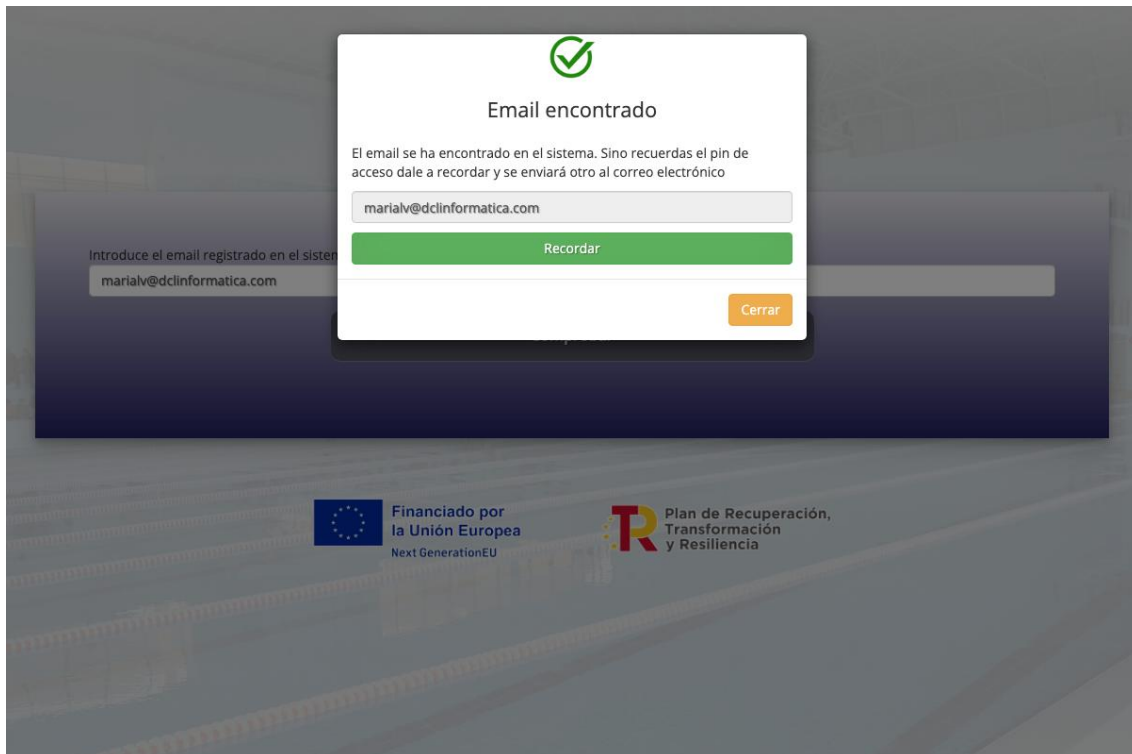 Email encontrado
El email se ha encontrado en el sistema. Sino recuerdas el pin de
acceso dale a recordar y se enviará otro al correo electrónico
marialv@dclinformatica.com
Recordar
Cerrar
Introduce el email registrado en el
marialv@dclinformatica.com
Financiado por
la Unión Europea
Next GenerationEU
TR
Plan de Recuperación,
Transformación
y Resiliencia